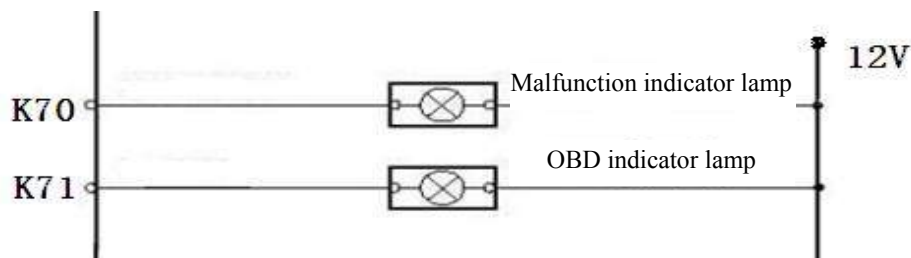 12V
Malfunction indicator lamp
K70
OBD indicator lamp
K71